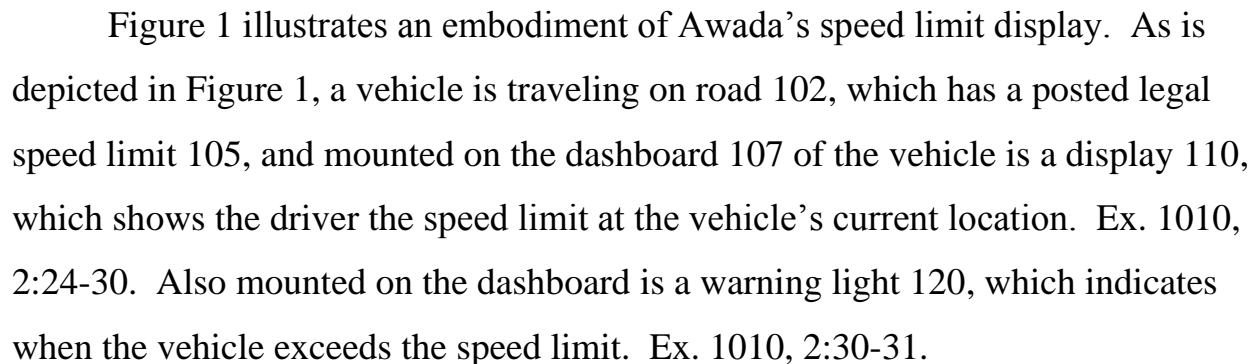 Figure 1 illustrates an embodiment of Awada’s speed limit display.  As is
depicted in Figure 1, a vehicle is traveling on road 102, which has a posted legal
speed limit 105, and mounted on the dashboard 107 of the vehicle is a display 110,
which shows the driver the speed limit at the vehicle’s current location.  Ex. 1010,
2:24-30.  Also mounted on the dashboard is a warning light 120, which indicates
when the vehicle exceeds the speed limit.  Ex. 1010, 2:30-31.